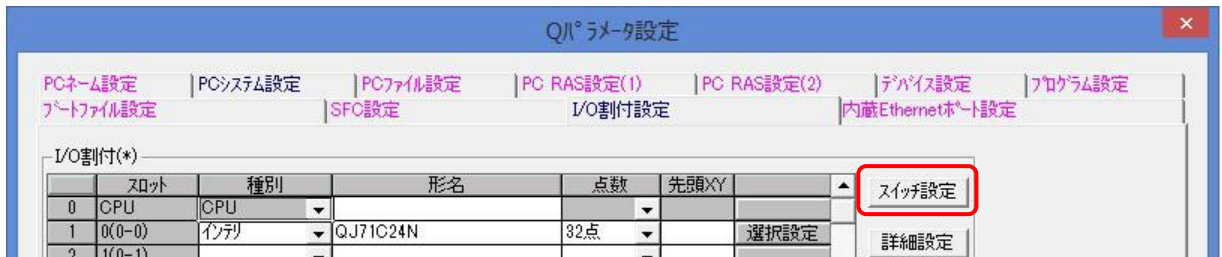 Qパラメータ設定
PCネーム設定 PCシステム設定 PCファイル設定 PC RAS設定(1) PC RAS設定(2) デバイス設定 プログラム設定
ブートファイル設定 SFC設定 I/O割付設定 内蔵Ethernetポート設定
I/O割付(*)
スロット 種別 形名 点数 先頭XY
スイッチ設定
0 CPU CPU
1 0(0-0) インテリ QJ71C24N 32点 選択設定
詳細設定
2 1(0-1)